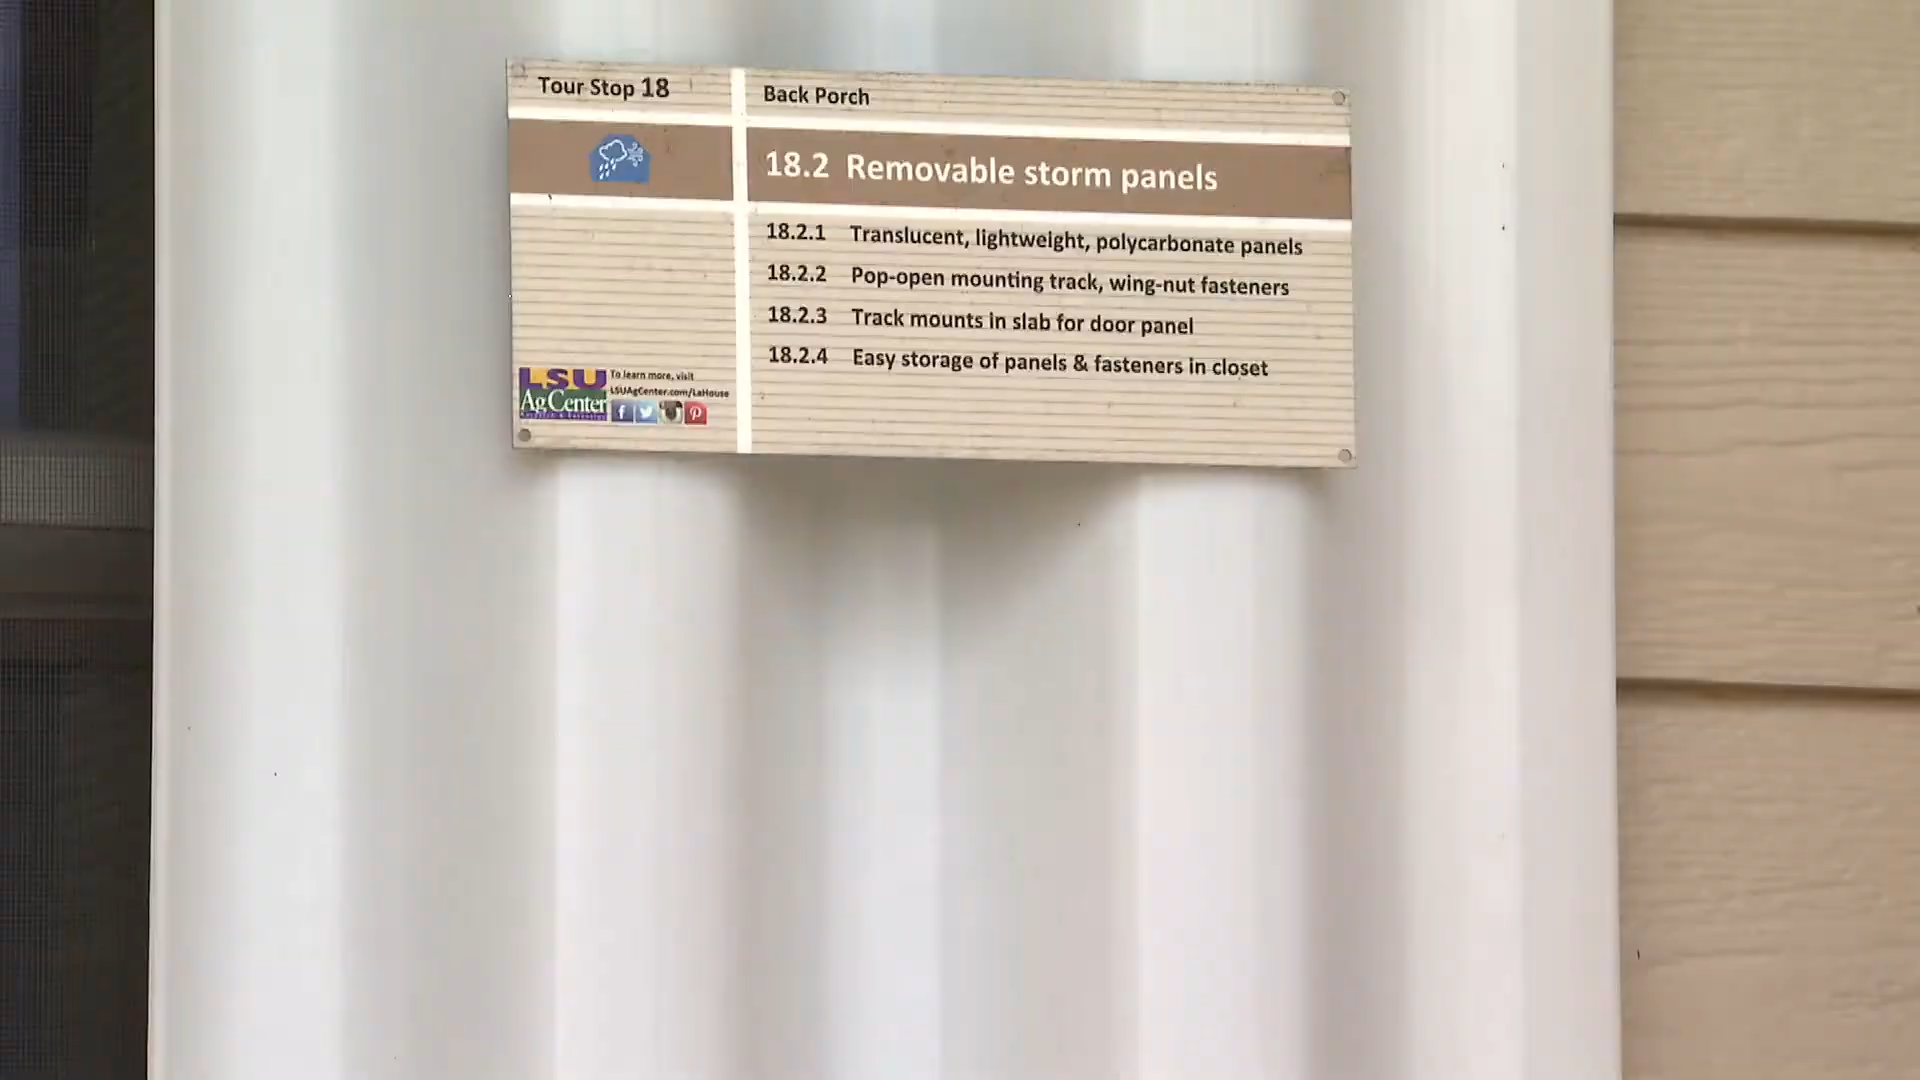 Tour Stop 18
Back Porch
18.2 Removable storm panels
18.2.1 Translucent, lightweight, polycarbonate panels
18.2.2 Pop-open mounting track, wing-nut fasteners
18.2.3 Track mounts in slab for door panel
18.2.4 Easy storage of panels & fasteners in closet
LSU
AgCenter
To learn more, visit
LSUAgCenter.com/LaHouse